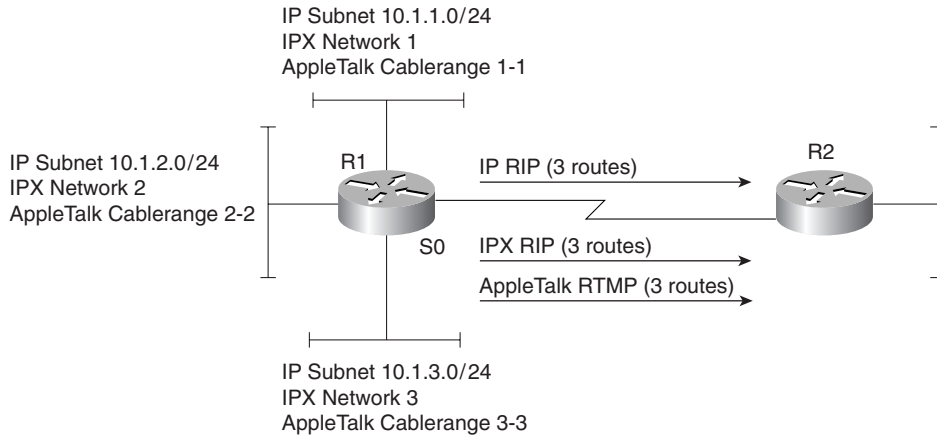 IP Subnet 10.1.1.0/24
IPX Network 1
AppleTalk Cablerange 1-1
IP Subnet 10.1.2.0/24
IPX Network 2
AppleTalk Cablerange 2-2
R1
S0
IP RIP (3 routes)
IPX RIP (3 routes)
AppleTalk RTMP (3 routes)
R2
IP Subnet 10.1.3.0/24
IPX Network 3
AppleTalk Cablerange 3-3